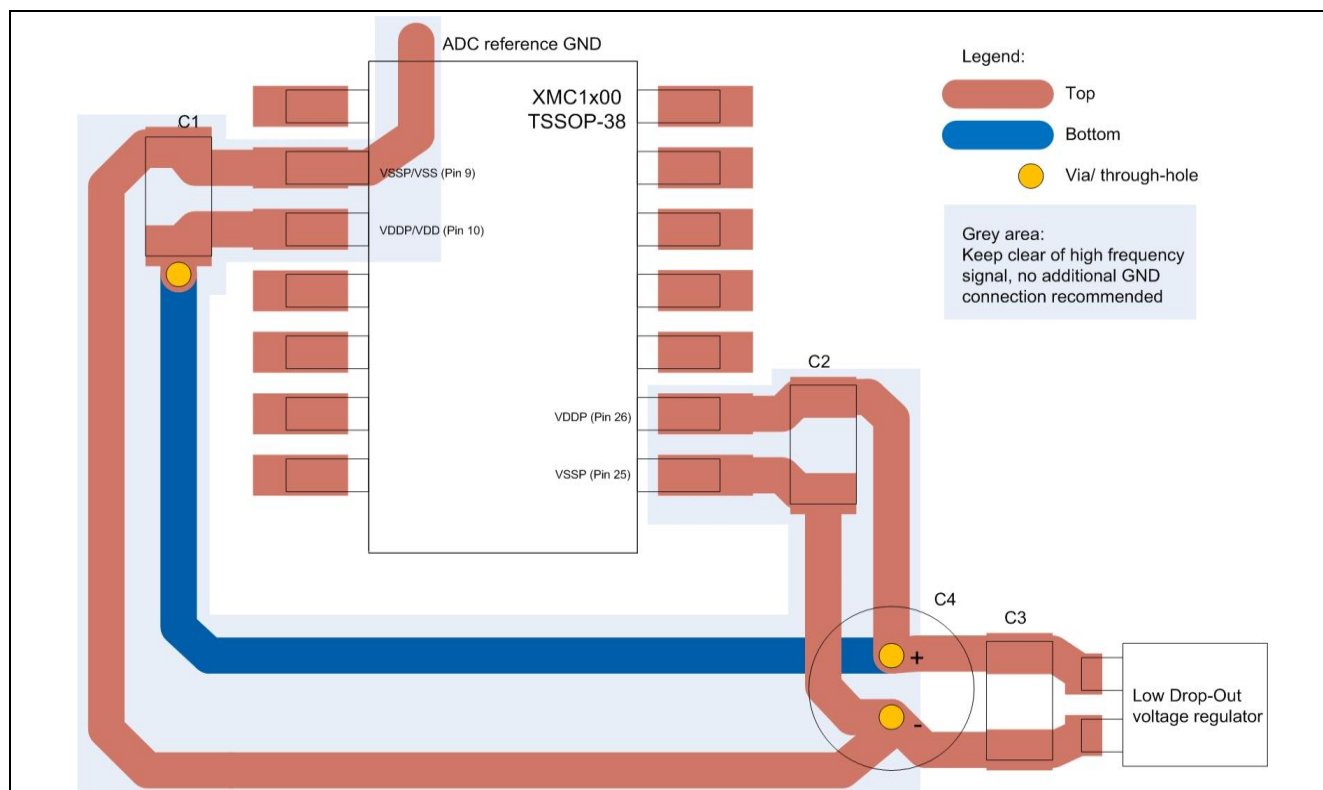 ADC reference GND
Legend:
XMC1x00
TSSOP-38
Top
C1
Bottom
VSSP/VSS (Pin 9)
Via/ through-hole
VDDP/VDD (Pin 10)
Grey area:
Keep clear of high frequency
signal, no additional GND
connection recommended
C2
VDDP (Pin 26)
VSSP (Pin 25)
C4
C3
+
-
Low Drop-Out
voltage regulator